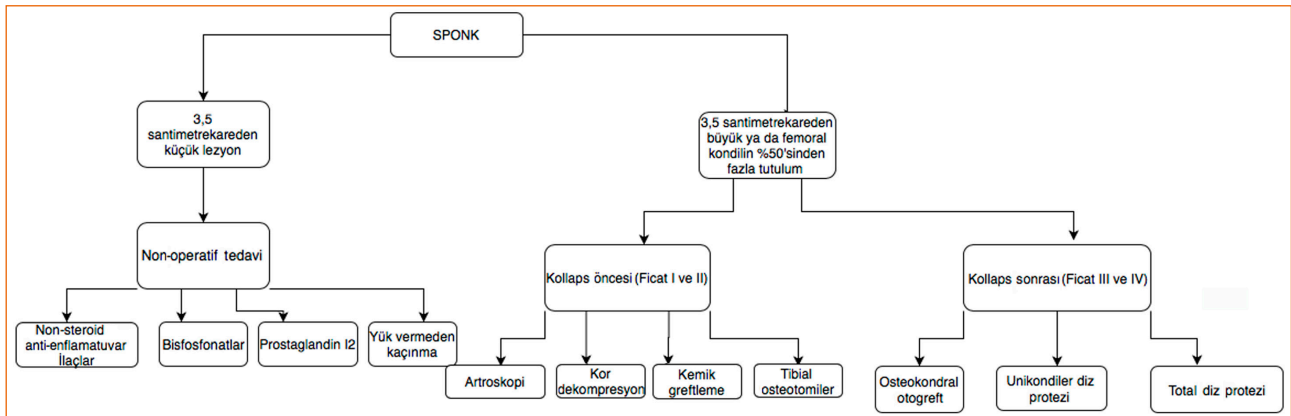 SPONK
3,5
santimetrekareden
küçük lezyon
3,5 santimetrekareden
büyük ya da femoral
kondilin %50'sinden
fazla tutulum
Non-operatif tedavi
Kollaps öncesi (Ficat I ve II)
Kollaps sonrası (Ficat III ve IV)
Non-steroid
anti-enflamatuvar
İlaçlar
Bisfosfonatlar
Prostaglandin I2
Yük vermeden
kaçınma
Artroskopi
Kor
dekompresyon
Kemik
greftleme
Tibial
osteotomiler
Osteokondral
otogreft
Unikondiler diz
protezi
Total diz protezi